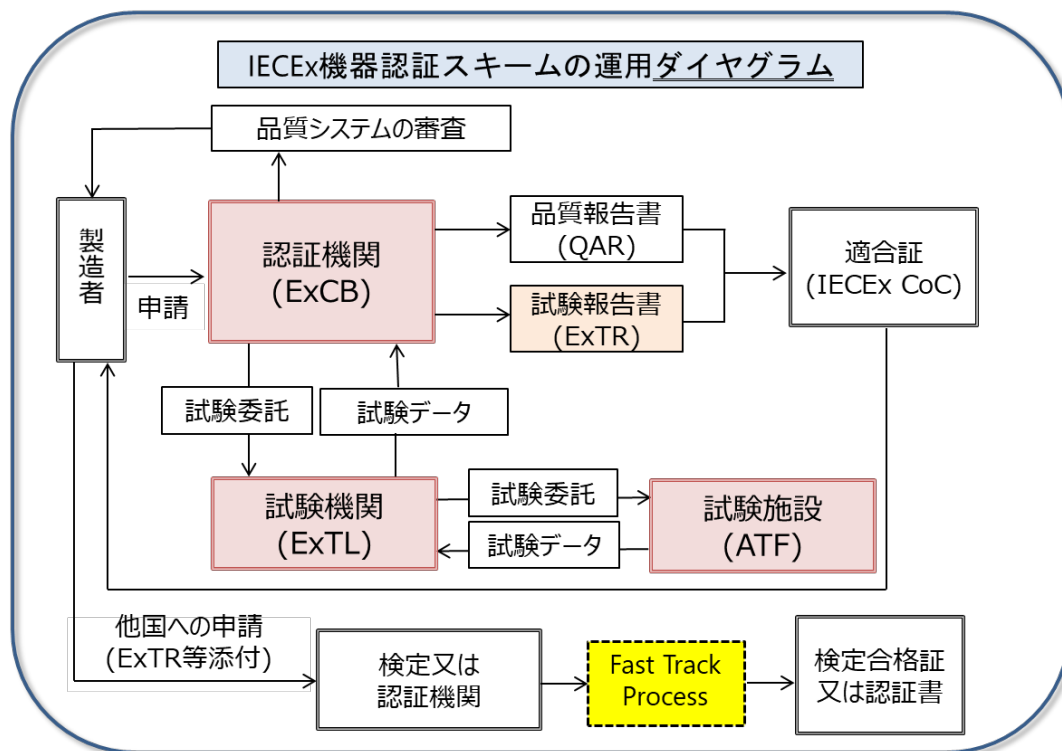 IECEx機器認証スキームの運用ダイヤグラム
品質システムの審査
製造者
申請
認証機関
(ExCB)
品質報告書
(QAR)
試験報告書
(ExTR)
適合証
(IECEx CoC)
試験委託
試験データ
試験機関
(ExTL)
試験委託
試験データ
試験施設
(ATF)
他国への申請
(ExTR等添付)
検定又は
認証機関
Fast Track
Process
検定合格証
又は認証書